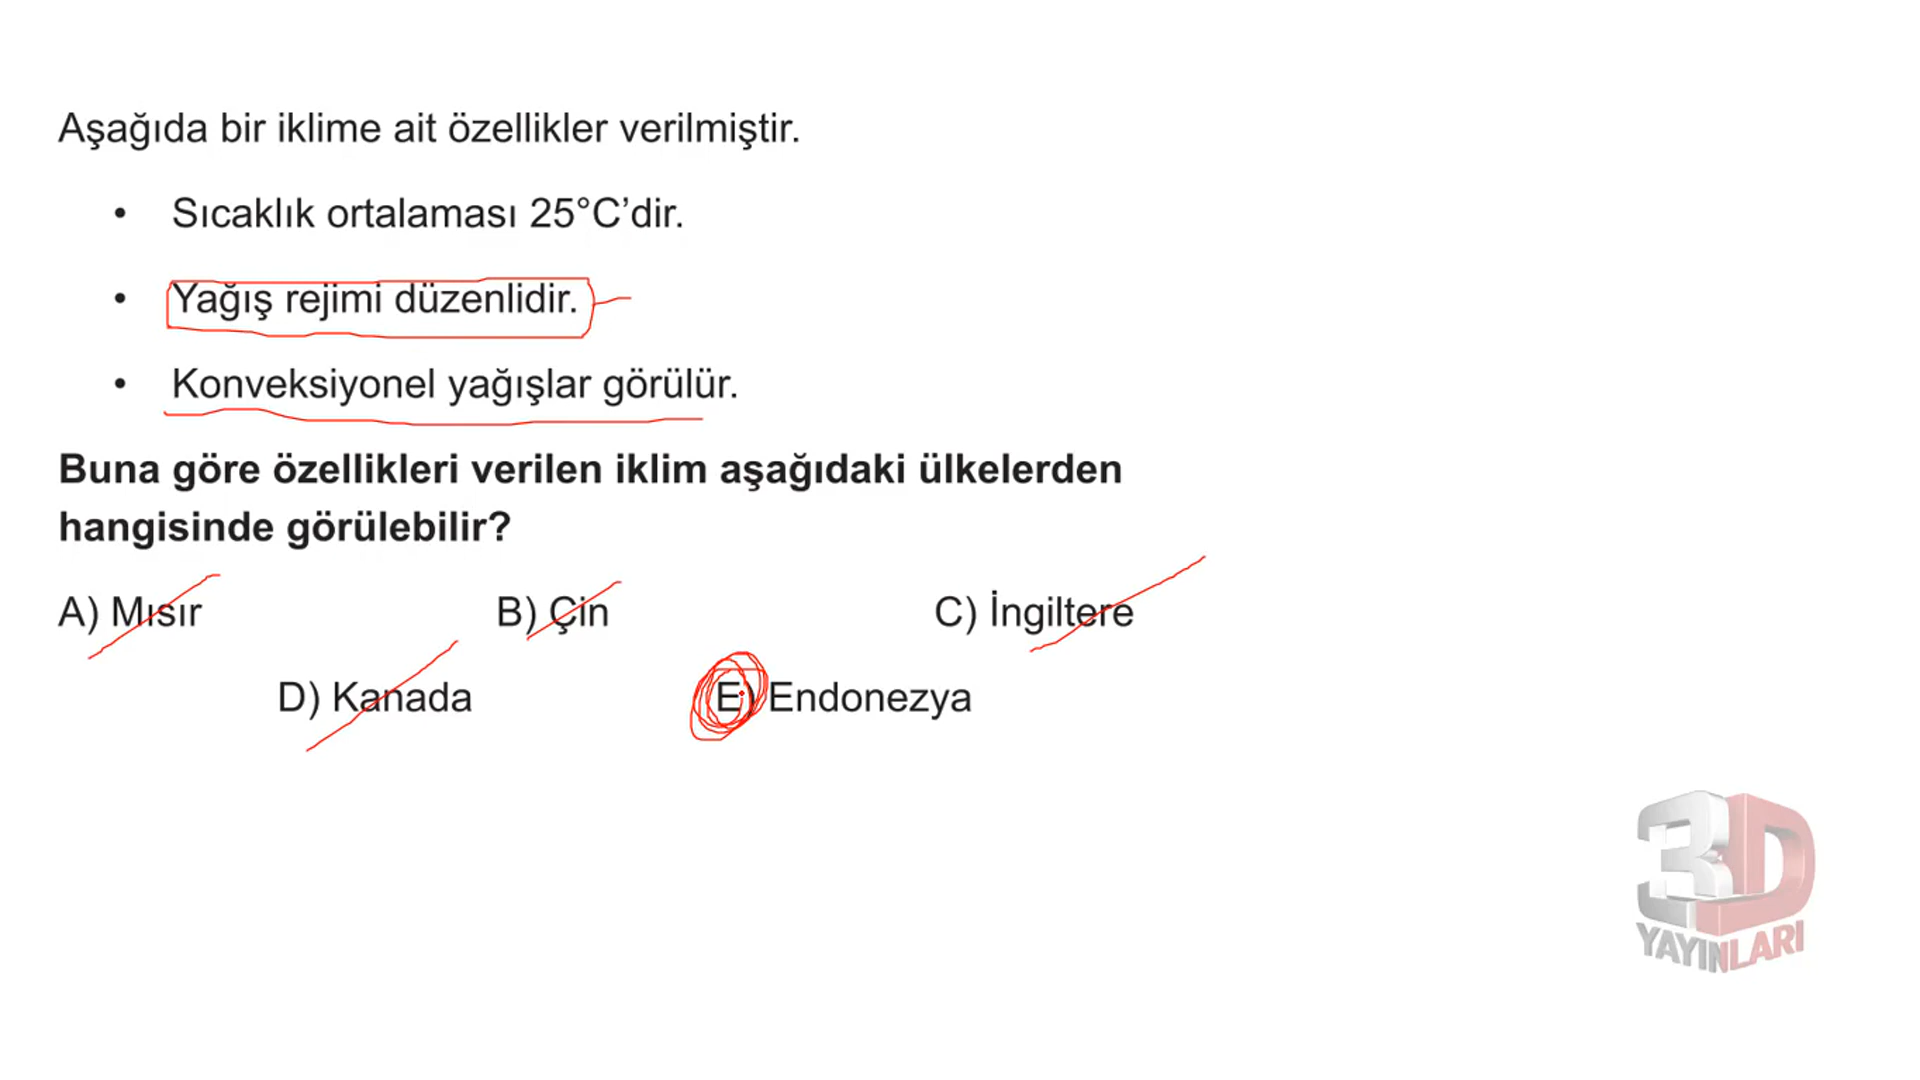 Aşağıda bir iklime ait özellikler verilmiştir.
• Sıcaklık ortalaması 25°C’dir.
• Yağış rejimi düzenlidir.
• Konveksiyonel yağışlar görülür.
Buna göre özellikleri verilen iklim aşağıdaki ülkelerden
hangisinde görülebilir?
A) Mısır B) Çin C) İngiltere
D) Kanada E) Endonezya
3D
YAYINLARI